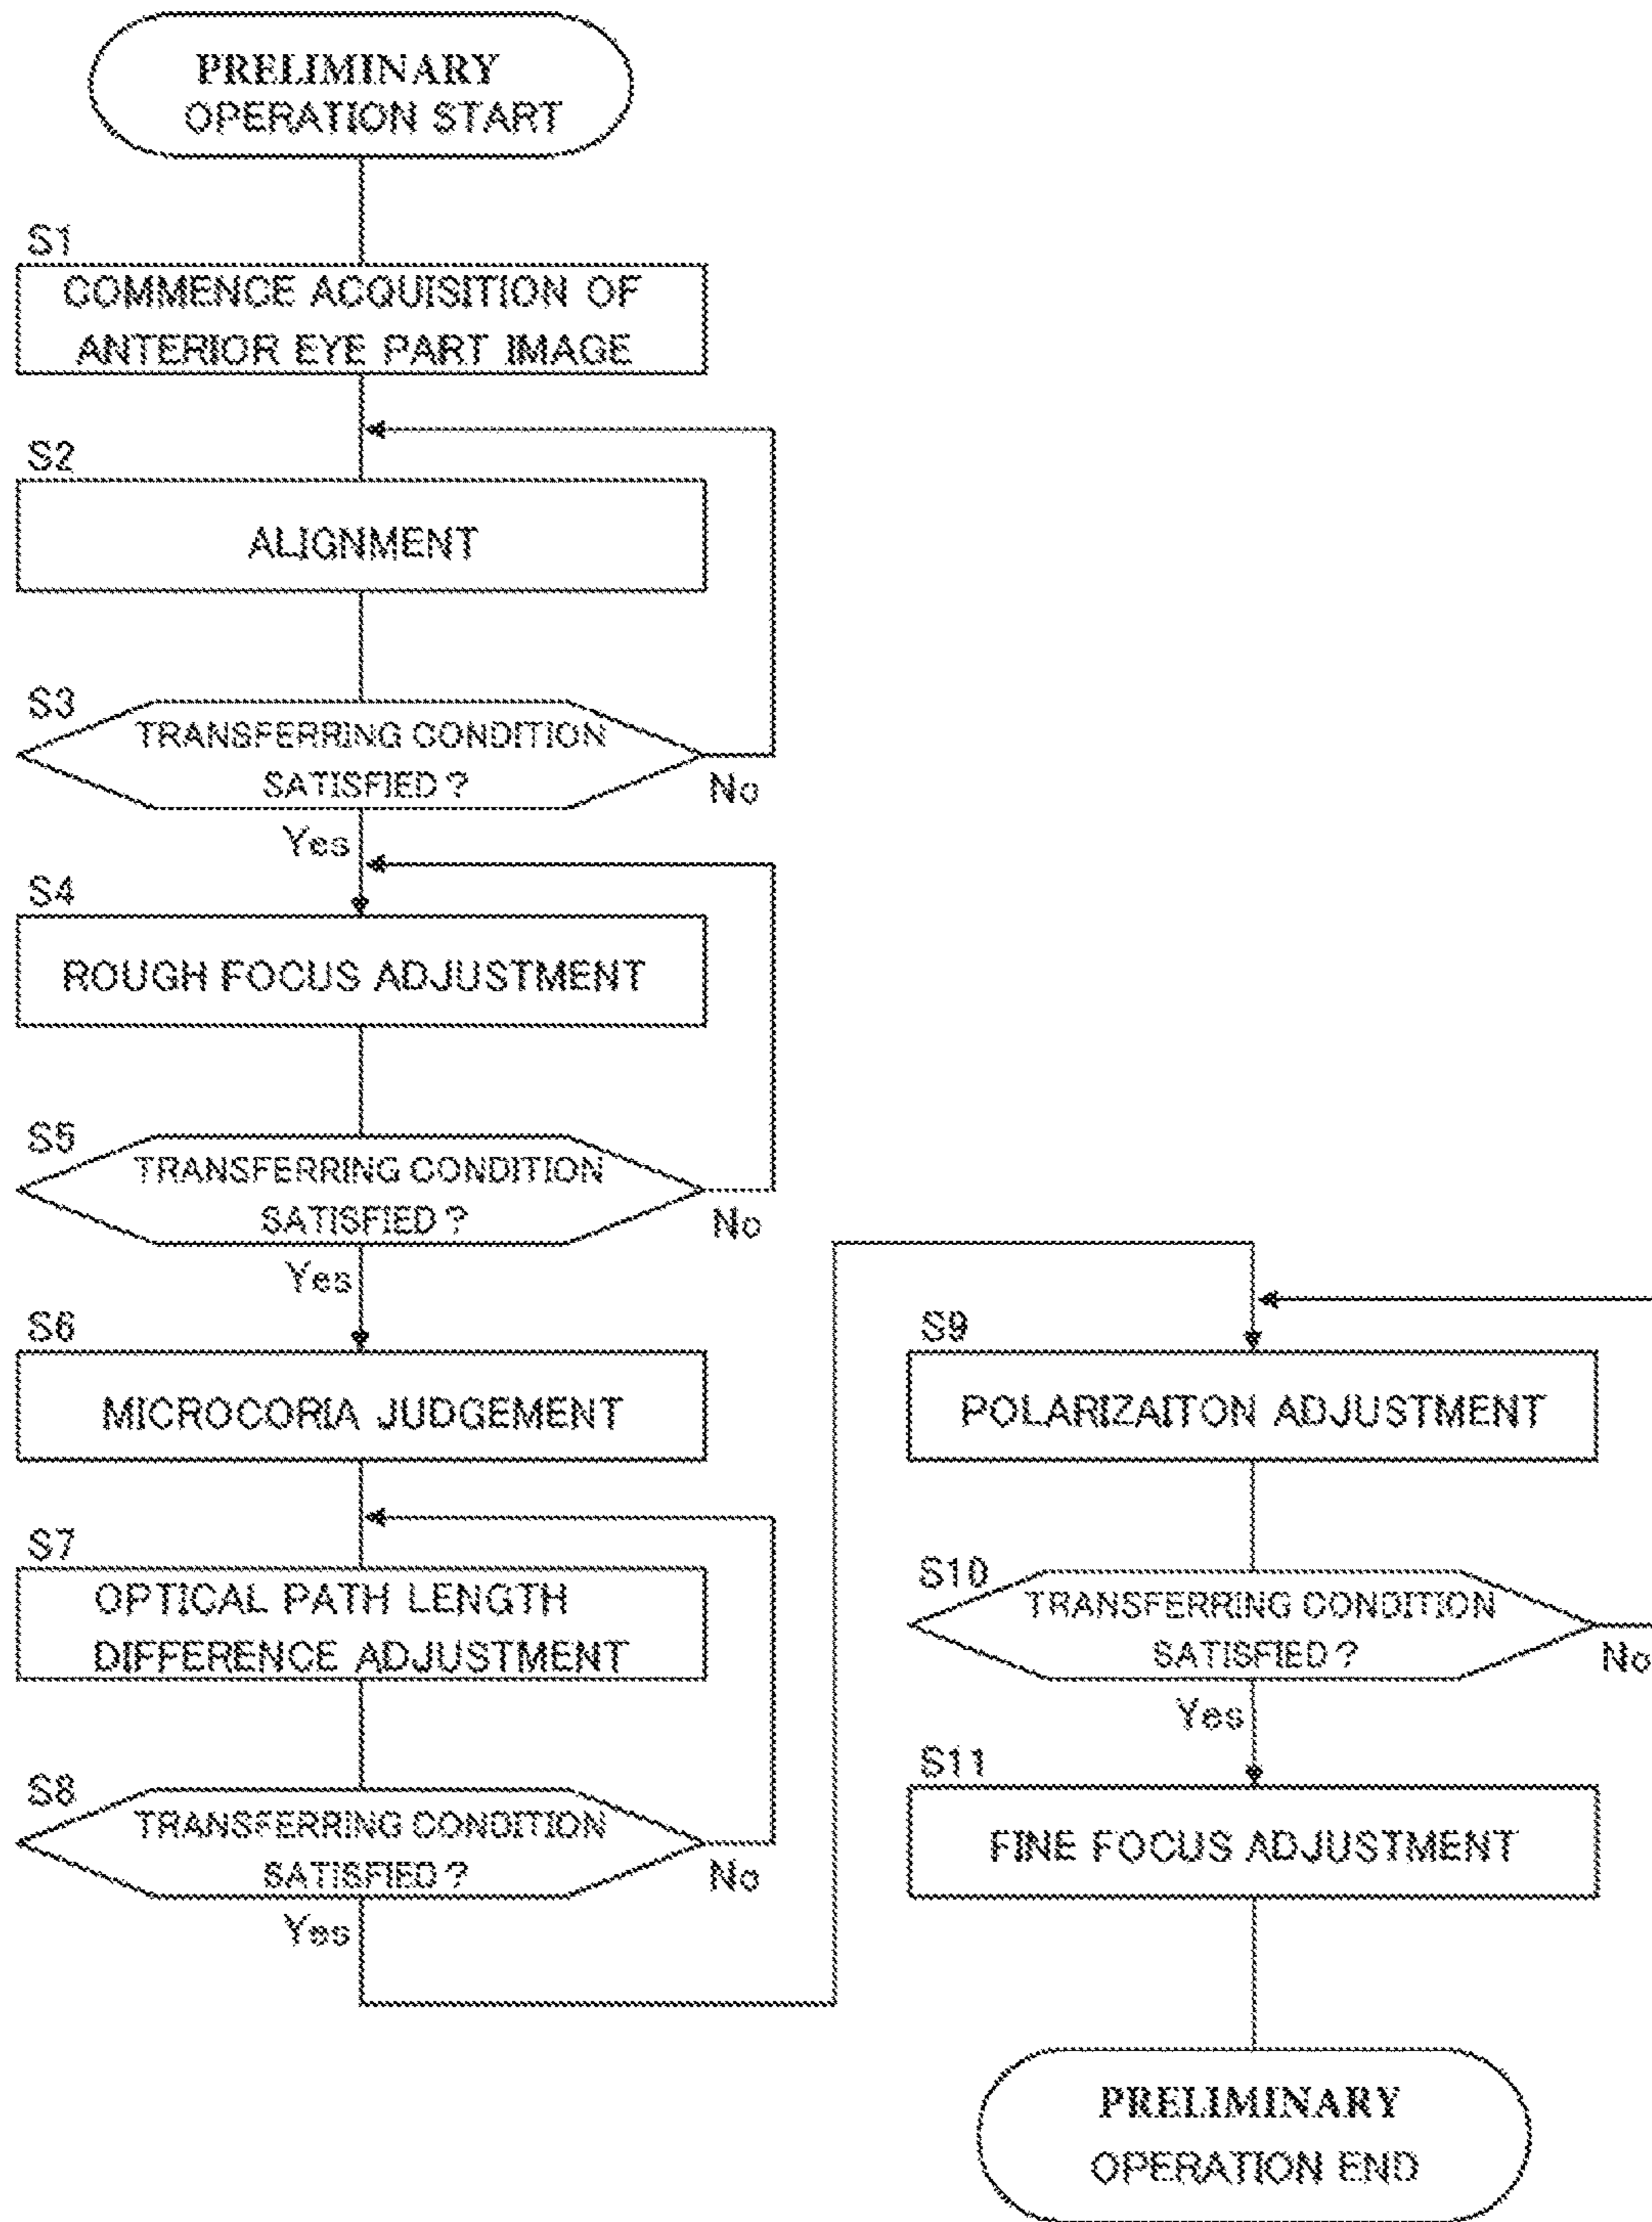 PRELIMINARY
OPERATION START
S1
COMMENCE ACQUISITION OF
ANTERIOR EYE PART IMAGE
S2
ALIGNMENT
S3
TRANSFERRING CONDITION
SATISFIED ?
No
Yes
S4
ROUGH FOCUS ADJUSTMENT
S5
TRANSFERRING CONDITION
SATISFIED ?
No
Yes
S6
MICROCORIA JUDGEMENT
S7
OPTICAL PATH LENGTH
DIFFERENCE ADJUSTMENT
S8
TRANSFERRING CONDITION
SATISFIED ?
No
Yes
S9
POLARIZAITON ADJUSTMENT
S10
TRANSFERRING CONDITION
SATISFIED ?
No
Yes
S11
FINE FOCUS ADJUSTMENT
PRELIMINARY
OPERATION END